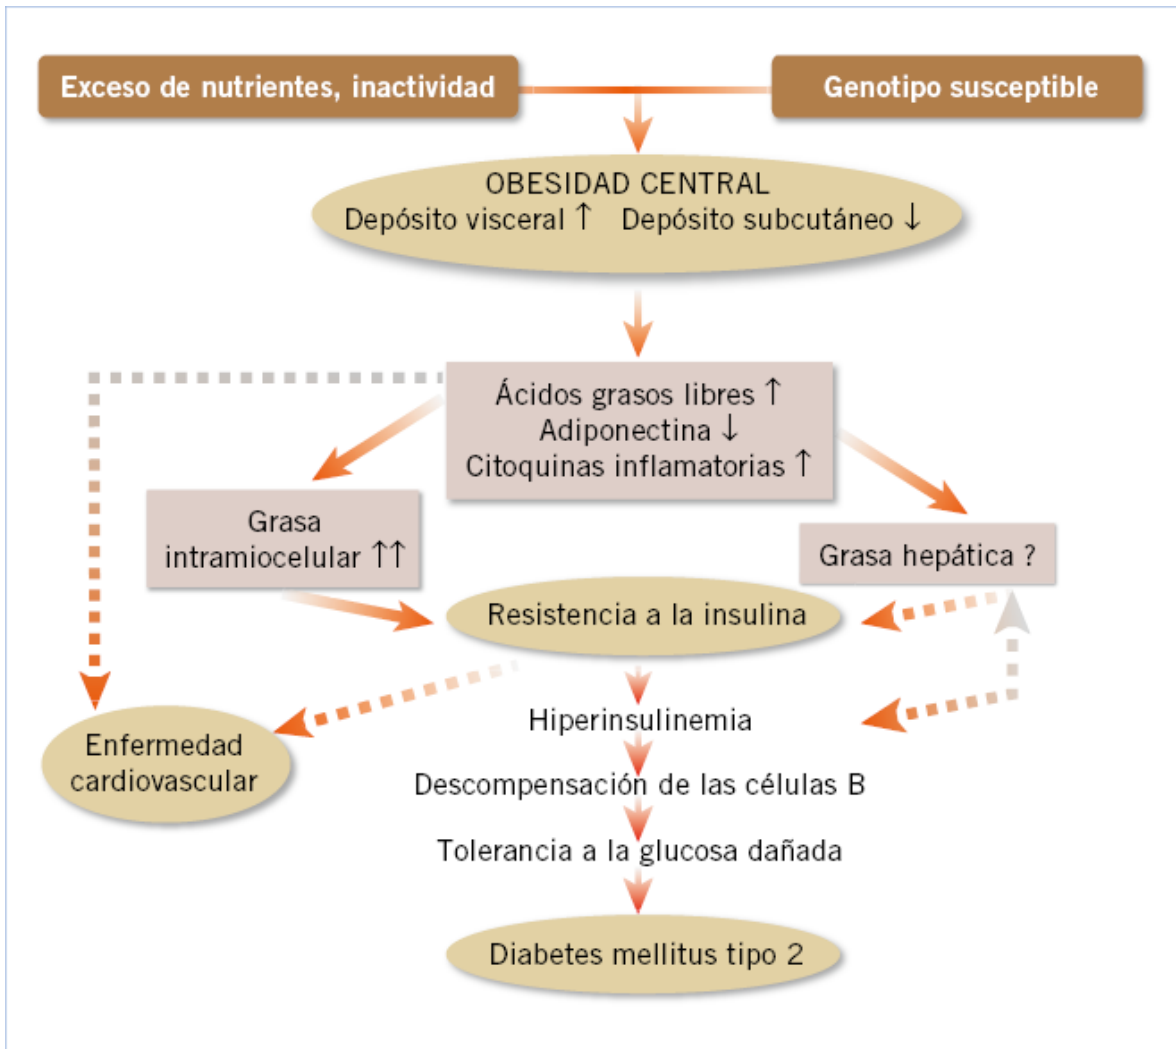 Exceso de nutrientes, inactividad
Genotipo susceptible
OBESIDAD CENTRAL
Depósito visceral ↑ Depósito subcutáneo ↓
Ácidos grasos libres ↑
Adiponectina ↓
Citoquinas inflamatorias ↑
Grasa
intramiocelular ↑↑
Grasa hepática ?
Resistencia a la insulina
Hiperinsulinemia
Enfermedad
cardiovascular
Descompensación de las células B
Tolerancia a la glucosa dañada
Diabetes mellitus tipo 2